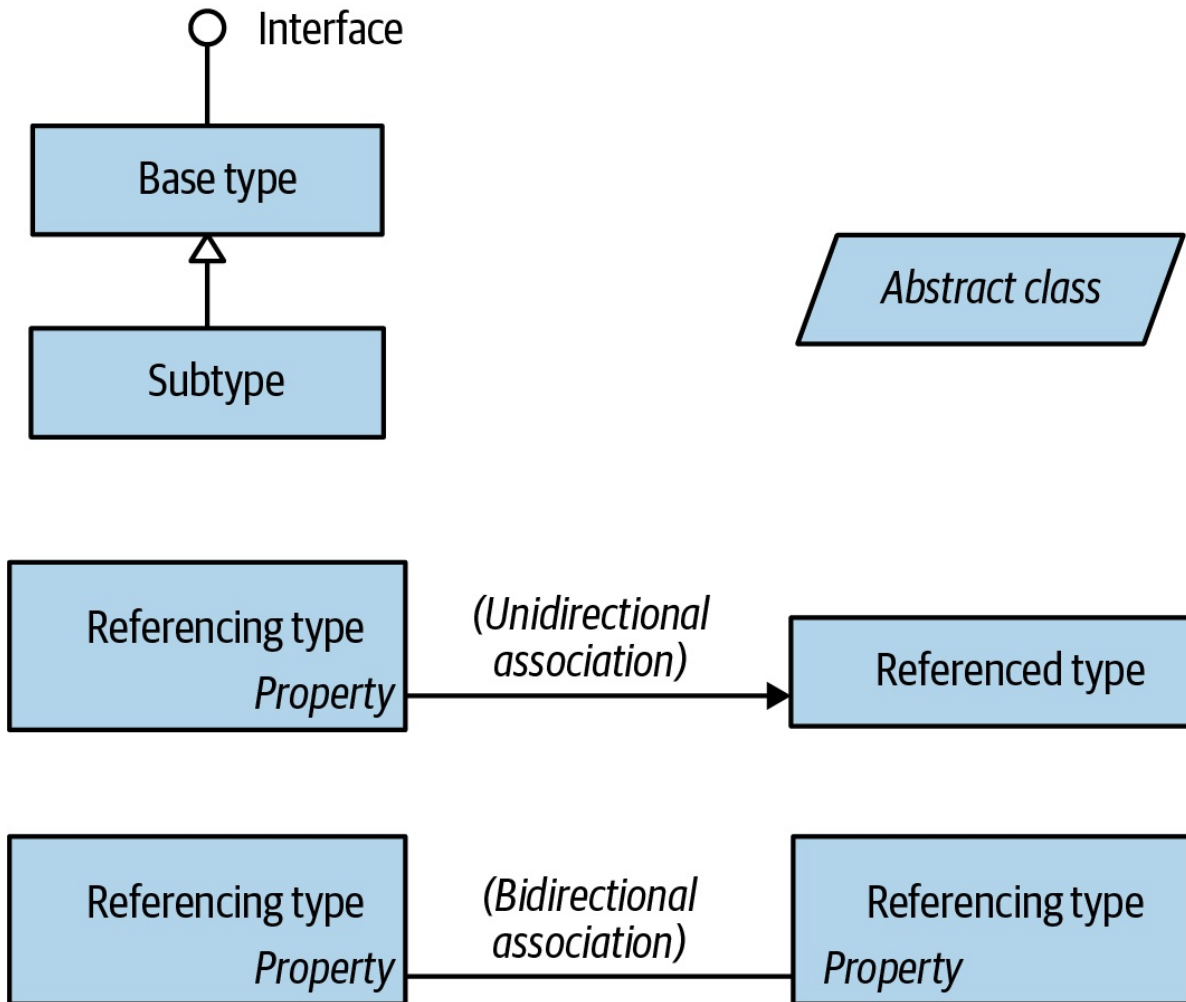 Interface
Base type
Abstract class
Subtype
Referencing type
Property
(Unidirectional
association)
Referenced type
Referencing type
Property
(Bidirectional
association)
Referencing type
Property